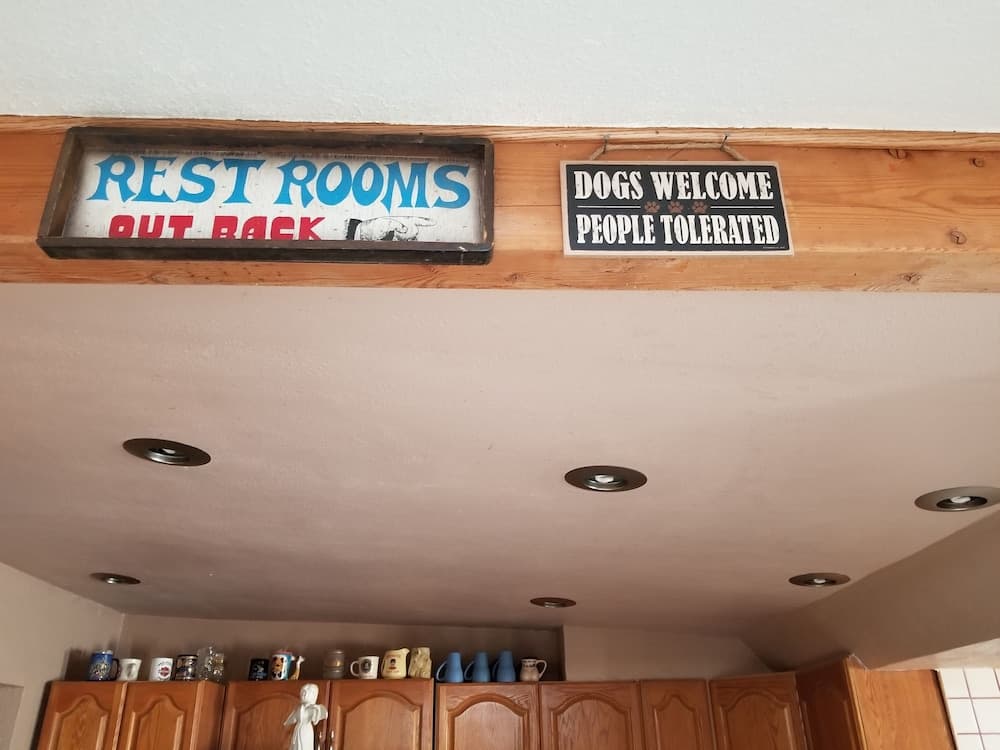 REST ROOMS
OUT BACK
DOGS WELCOME
PEOPLE TOLERATED